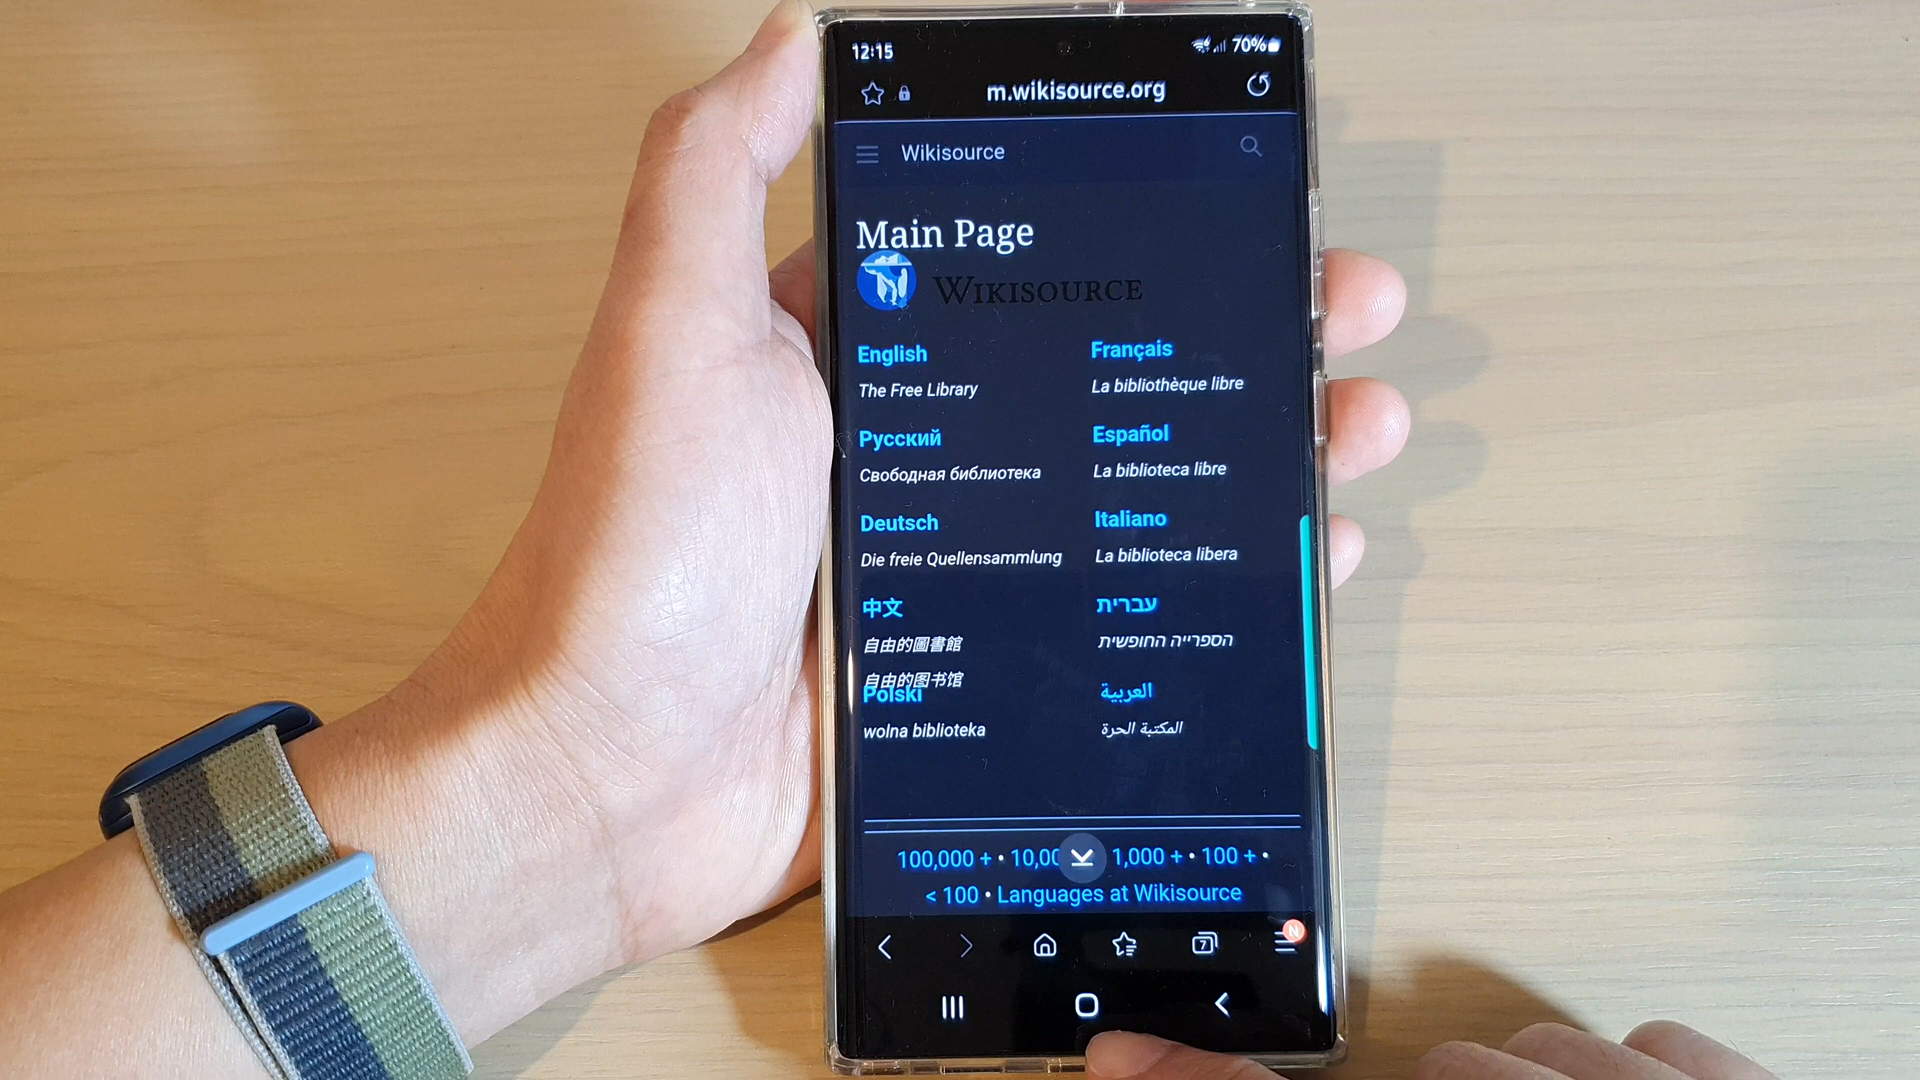 12:15
70%
m.wikisource.org
Wikisource
Main Page
WIKISOURCE
English
Français
The Free Library
La bibliothèque libre
Русский
Español
Свободная библиотека
La biblioteca libre
Deutsch
Italiano
Die freie Quellensammlung
La biblioteca libera
中文
עברית
自由的圖書館
הספרייה החופשית
自由的图书馆
Polski
العربية
wolna biblioteka
المكتبة الحرة
100,000 + • 10,00 1,000 + • 100 + •
< 100 • Languages at Wikisource
7
N